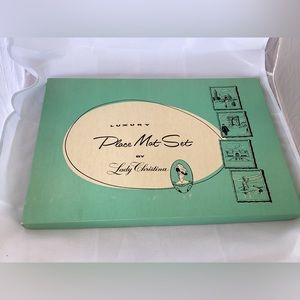 LUXURY
Place Mat Set
BY
Lady Christina